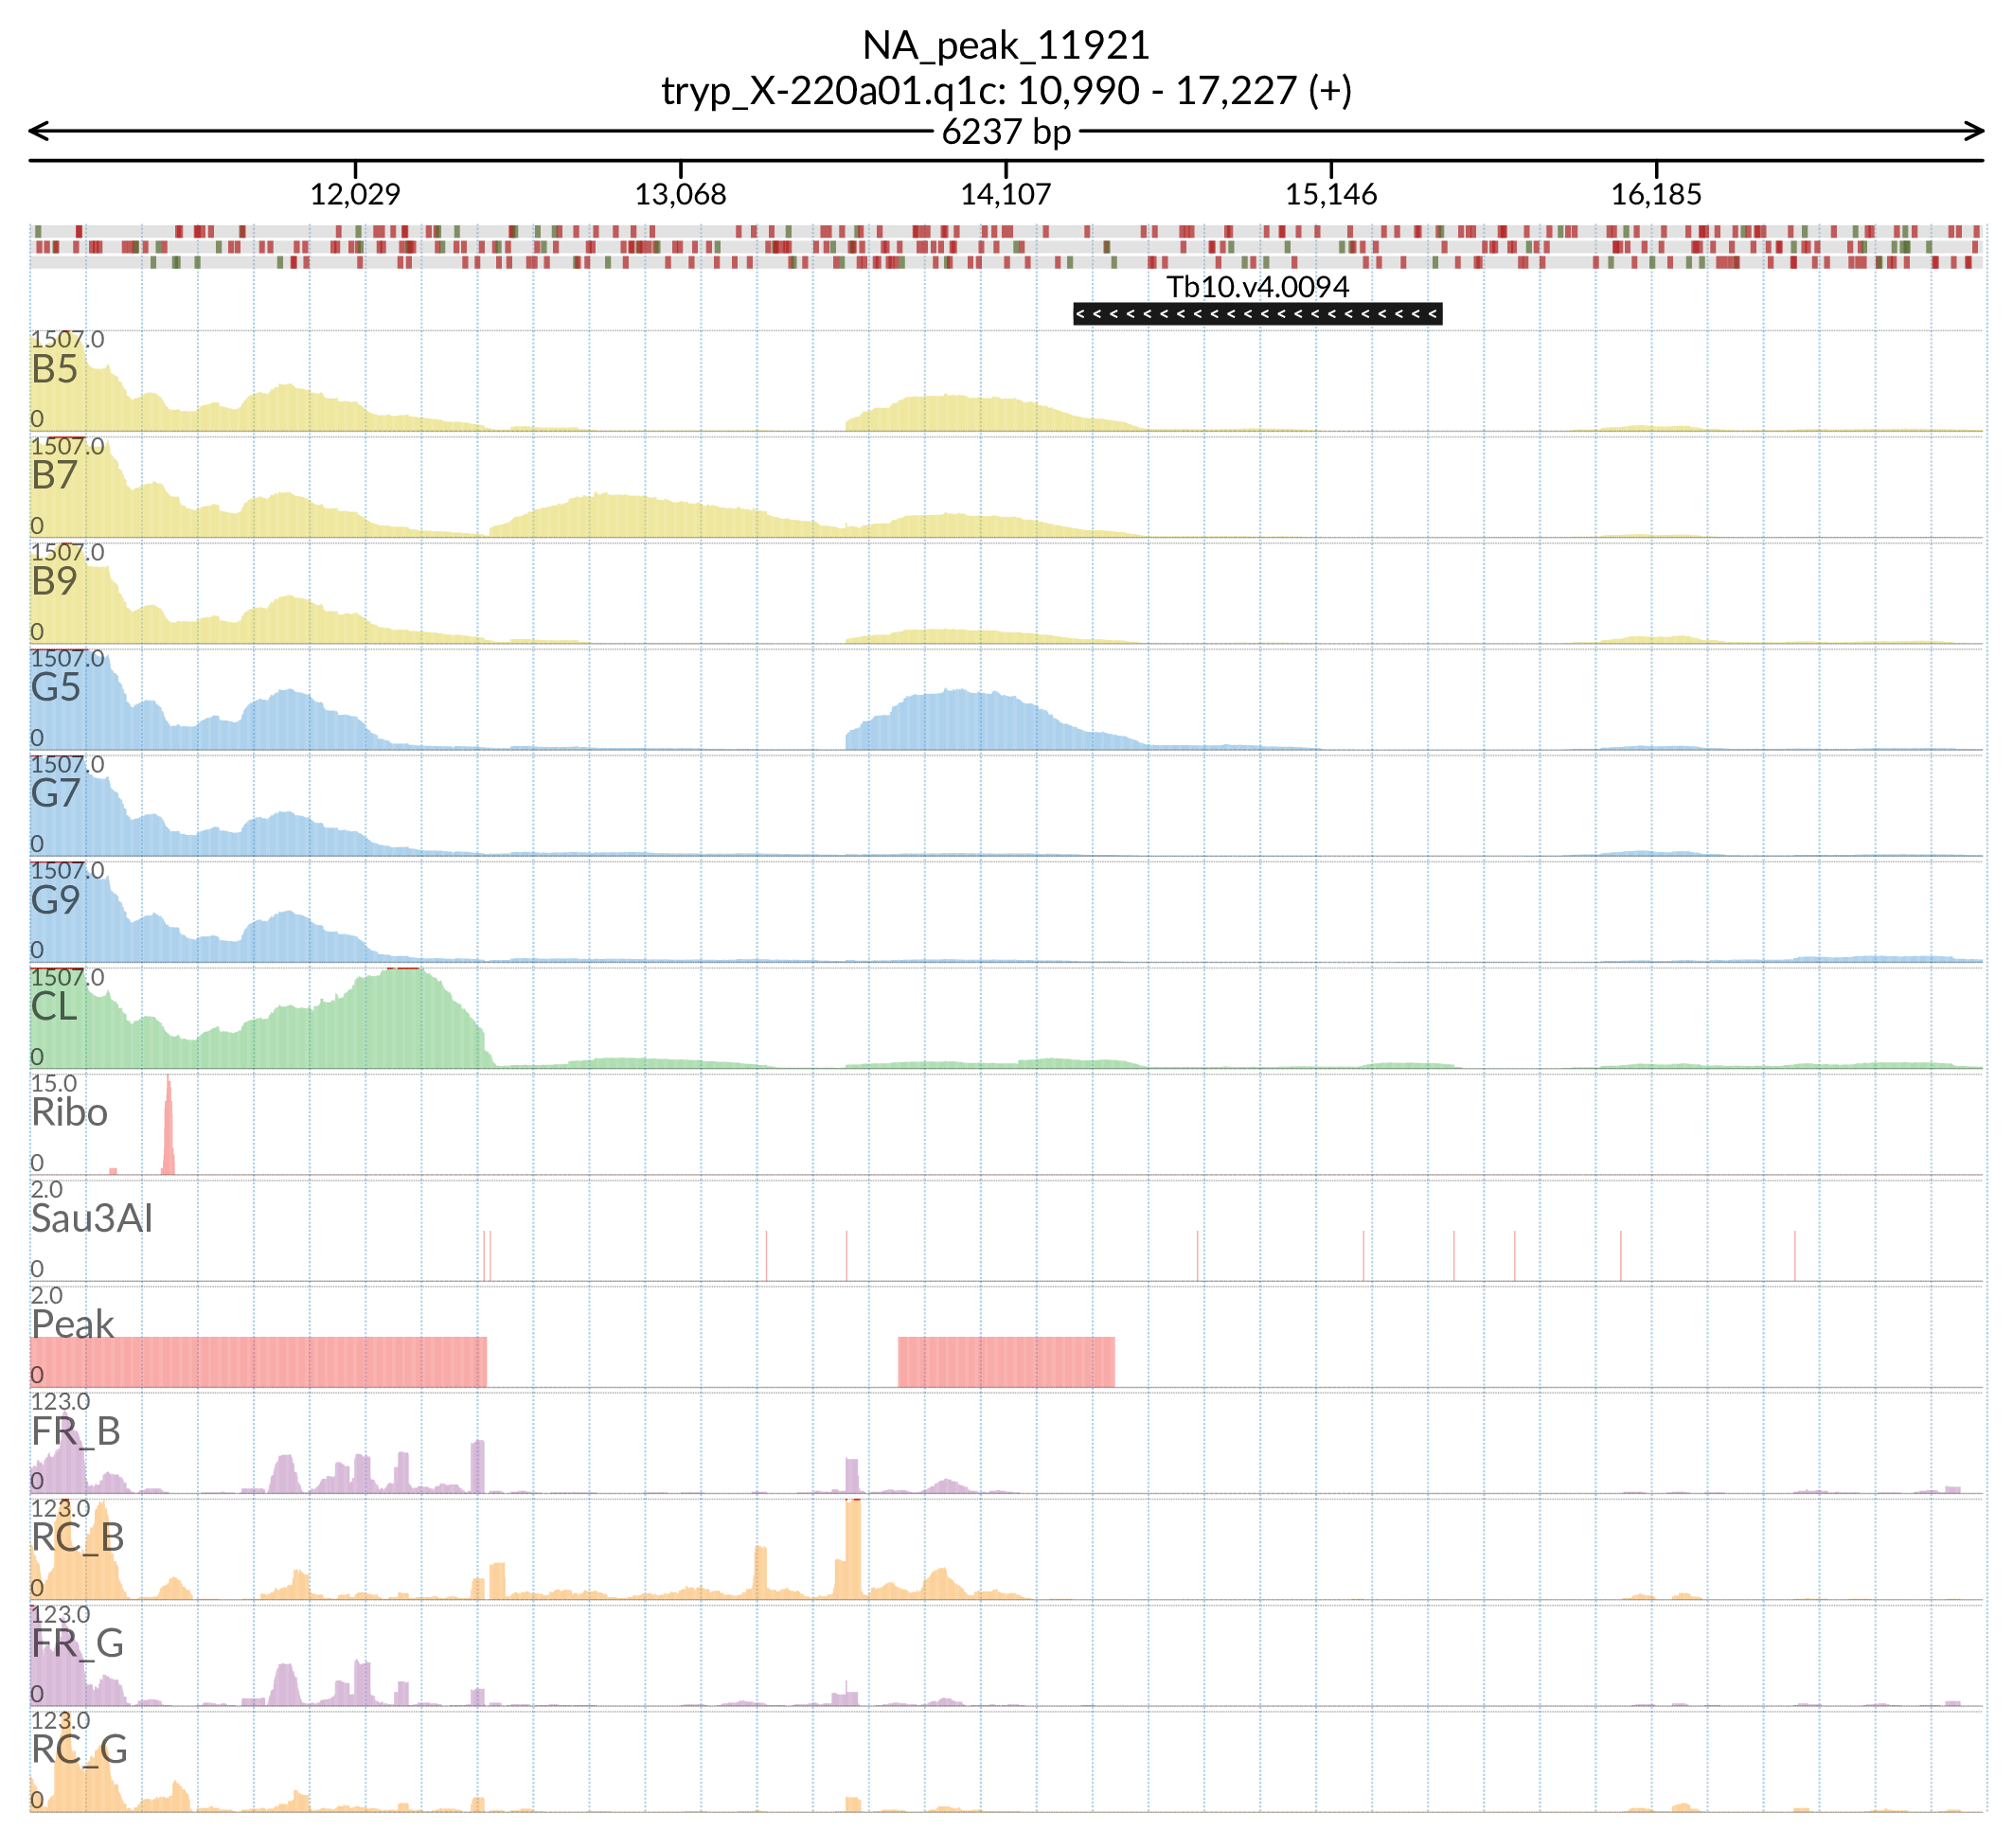 NA_peak_11921
tryp_X-220a01.q1c: 10,990 - 17,227 (+)
6237 bp
12,029 13,068 14,107 15,146 16,185
Tb10.v4.0094
1507.0
B5
0
1507.0
B7
0
1507.0
B9
0
1507.0
G5
0
1507.0
G7
0
1507.0
G9
0
1507.0
CL
0
15.0
Ribo
0
2.0
Sau3AI
0
2.0
Peak
0
123.0
FR_B
0
123.0
RC_B
0
123.0
FR_G
0
123.0
RC_G
0